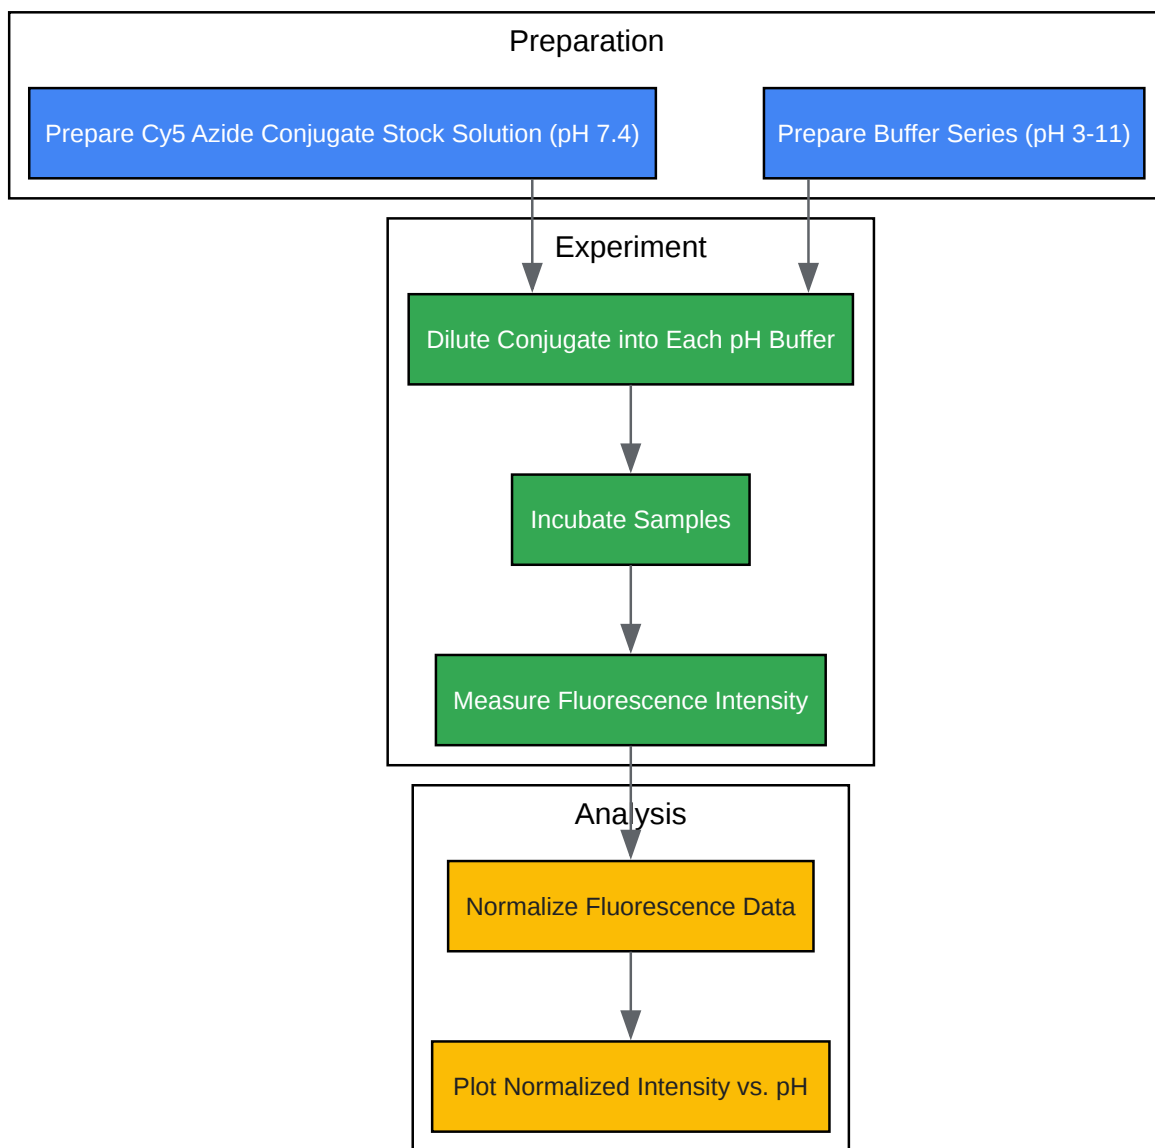 Preparation
Prepare Cy5 Azide Conjugate Stock Solution (pH 7.4)
Prepare Buffer Series (pH 3-11)
Experiment
Dilute Conjugate into Each pH Buffer
Incubate Samples
Measure Fluorescence Intensity
Analysis
Normalize Fluorescence Data
Plot Normalized Intensity vs. pH